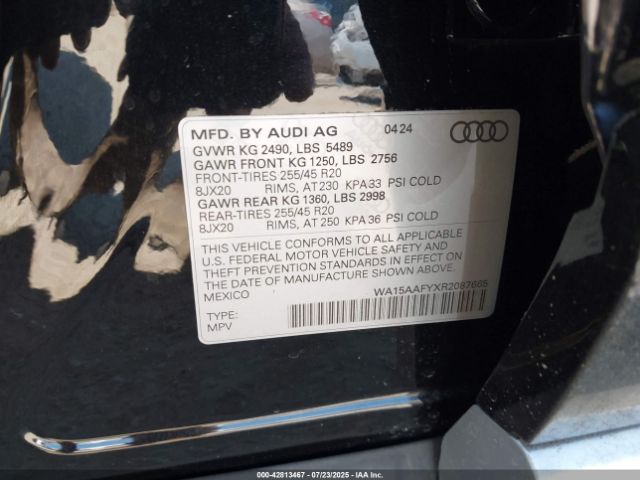 MFD. BY AUDI AG 04 24
GVWR KG 2490, LBS 5489
GAWR FRONT KG 1250, LBS 2756
FRONT-TIRES 255/45 R20
8JX20 RIMS, AT 230 KPA 33 PSI COLD
GAWR REAR KG 1360, LBS 2998
REAR-TIRES 255/45 R20
8JX20 RIMS, AT 250 KPA 36 PSI COLD
THIS VEHICLE CONFORMS TO ALL APPLICABLE
U.S. FEDERAL MOTOR VEHICLE SAFETY AND
THEFT PREVENTION STANDARDS IN EFFECT ON
THE DATE OF MANUFACTURE SHOWN ABOVE.
MEXICO WA15AAFYXR2087665
TYPE:
MPV
000-42813467 - 07/23/2025 - IAAI.COM